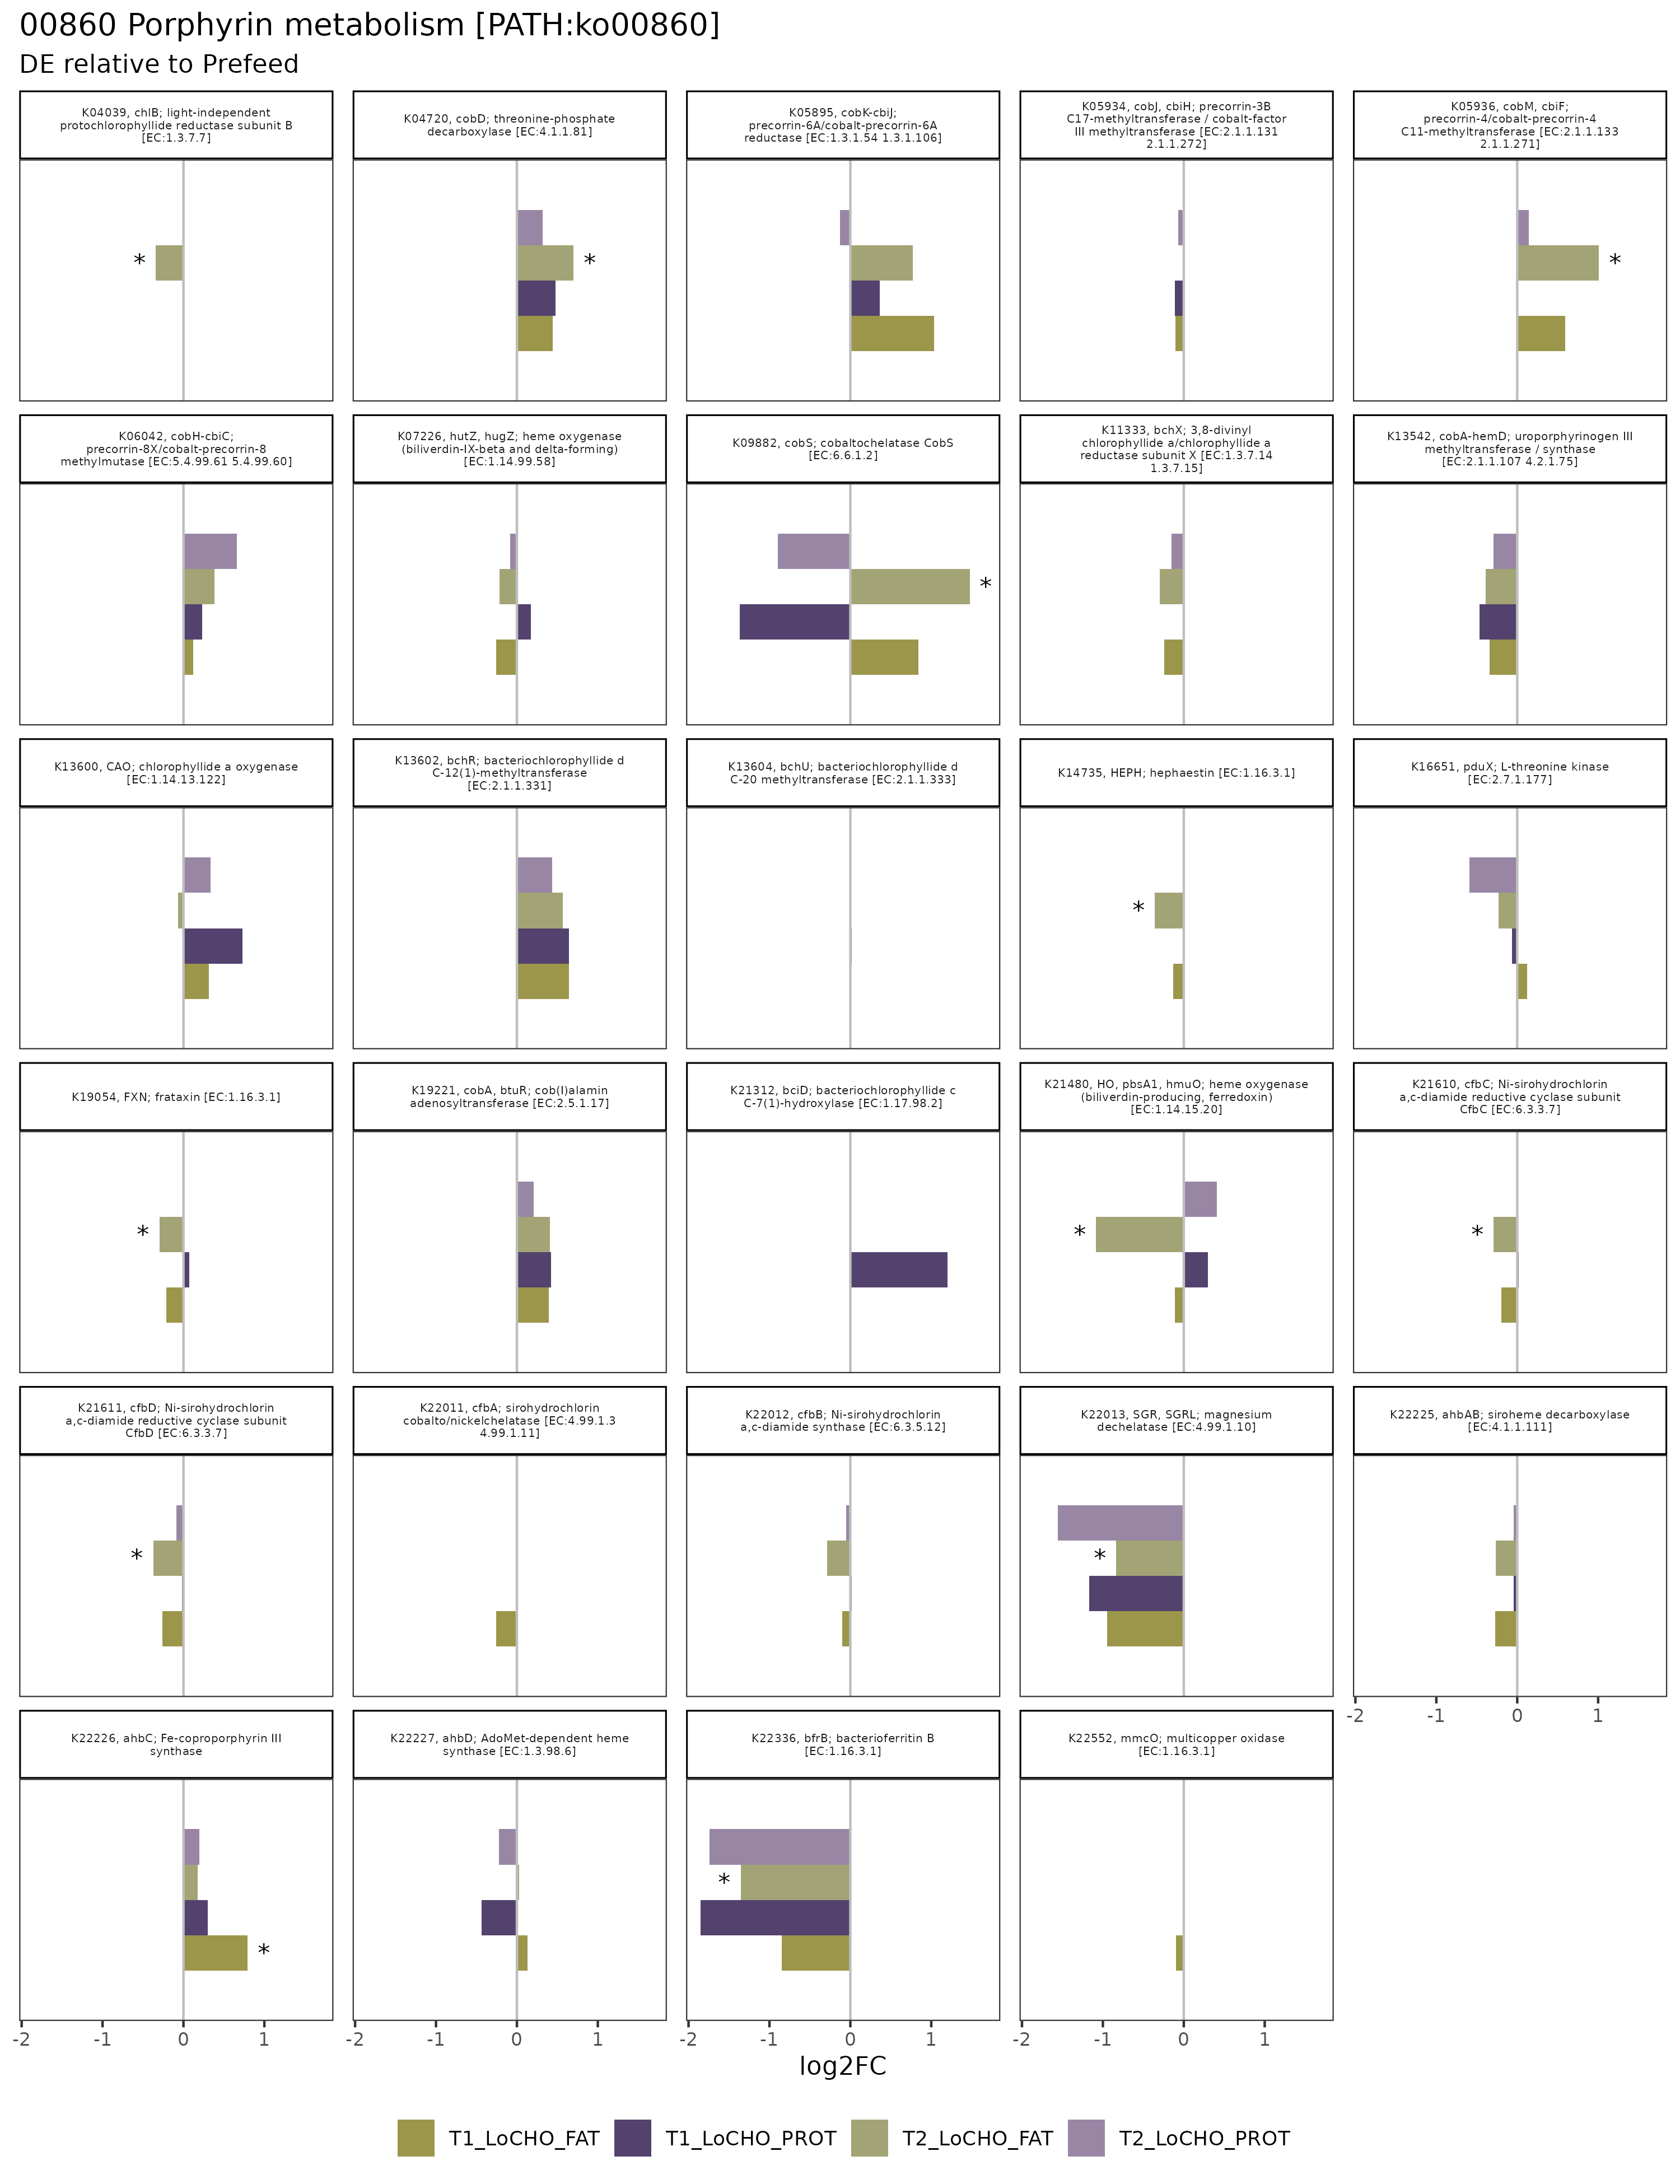 00860 Porphyrin metabolism [PATH:ko00860]
DE relative to Prefeed
K04039, chlB; light-independent
protochlorophyllide reductase subunit B
[EC:1.3.7.7]
K04720, cobD; threonine-phosphate
decarboxylase [EC:4.1.1.81]
K05895, cobK-cbiJ;
precorrin-6A/cobalt-precorrin-6A
reductase [EC:1.3.1.54 1.3.1.106]
K05934, cobJ, cbiH; precorrin-3B
C17-methyltransferase / cobalt-factor
III methyltransferase [EC:2.1.1.131
2.1.1.272]
K05936, cobM, cbiF;
precorrin-4/cobalt-precorrin-4
C11-methyltransferase [EC:2.1.1.133
2.1.1.271]
*
*
*
K06042, cobH-cbiC;
precorrin-8X/cobalt-precorrin-8
methylmutase [EC:5.4.99.61 5.4.99.60]
K07226, hutZ, hugZ; heme oxygenase
(biliverdin-IX-beta and delta-forming)
[EC:1.14.99.58]
K09882, cobS; cobaltochelatase CobS
[EC:6.6.1.2]
K11333, bchX; 3,8-divinyl
chlorophyllide a/chlorophyllide a
reductase subunit X [EC:1.3.7.14
1.3.7.15]
K13542, cobA-hemD; uroporphyrinogen III
methyltransferase / synthase
[EC:2.1.1.107 4.2.1.75]
*
K13600, CAO; chlorophyllide a oxygenase
[EC:1.14.13.122]
K13602, bchR; bacteriochlorophyllide d
C-12(1)-methyltransferase
[EC:2.1.1.331]
K13604, bchU; bacteriochlorophyllide d
C-20 methyltransferase [EC:2.1.1.333]
K14735, HEPH; hephaestin [EC:1.16.3.1]
K16651, pduX; L-threonine kinase
[EC:2.7.1.177]
*
K19054, FXN; frataxin [EC:1.16.3.1]
K19221, cobA, btuR; cob(I)alamin
adenosyltransferase [EC:2.5.1.17]
K21312, bciD; bacteriochlorophyllide c
C-7(1)-hydroxylase [EC:1.17.98.2]
K21480, HO, pbsA1, hmuO; heme oxygenase
(biliverdin-producing, ferredoxin)
[EC:1.14.15.20]
K21610, cfbC; Ni-sirohydrochlorin
a,c-diamide reductive cyclase subunit
CfbC [EC:6.3.3.7]
*
*
*
K21611, cfbD; Ni-sirohydrochlorin
a,c-diamide reductive cyclase subunit
CfbD [EC:6.3.3.7]
K22011, cfbA; sirohydrochlorin
cobalto/nickelchelatase [EC:4.99.1.3
4.99.1.11]
K22012, cfbB; Ni-sirohydrochlorin
a,c-diamide synthase [EC:6.3.5.12]
K22013, SGR, SGRL; magnesium
dechelatase [EC:4.99.1.10]
K22225, ahbAB; siroheme decarboxylase
[EC:4.1.1.111]
*
*
-2 -1 0 1
K22226, ahbC; Fe-coproporphyrin III
synthase
K22227, ahbD; AdoMet-dependent heme
synthase [EC:1.3.98.6]
K22336, bfrB; bacterioferritin B
[EC:1.16.3.1]
K22552, mmcO; multicopper oxidase
[EC:1.16.3.1]
*
*
-2 -1 0 1
-2 -1 0 1
-2 -1 0 1
-2 -1 0 1
log2FC
T1_LoCHO_FAT T1_LoCHO_PROT T2_LoCHO_FAT T2_LoCHO_PROT